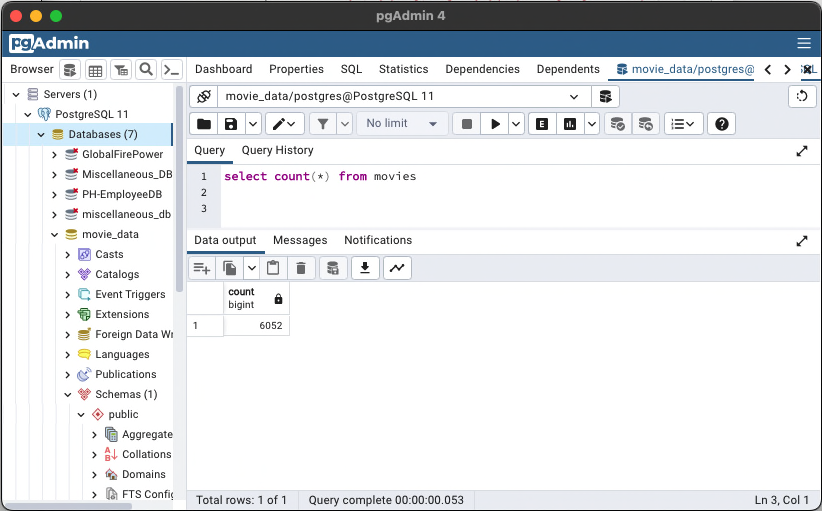 pgAdmin 4
pgAdmin
Browser
Dashboard Properties SQL Statistics Dependencies Dependents movie_data/postgres@
Servers (1)
PostgreSQL 11
Databases (7)
GlobalFirePower
Miscellaneous_DB
PH-EmployeeDB
miscellaneous_db
movie_data
Casts
Catalogs
Event Triggers
Extensions
Foreign Data Wr
Languages
Publications
Schemas (1)
public
Aggregate
Collations
Domains
FTS Config
movie_data/postgres@PostgreSQL 11
No limit
E
Query Query History
1 select count(*) from movies
2
3
Data output Messages Notifications
count
bigint
1 6052
Total rows: 1 of 1 Query complete 00:00:00.053 Ln 3, Col 1